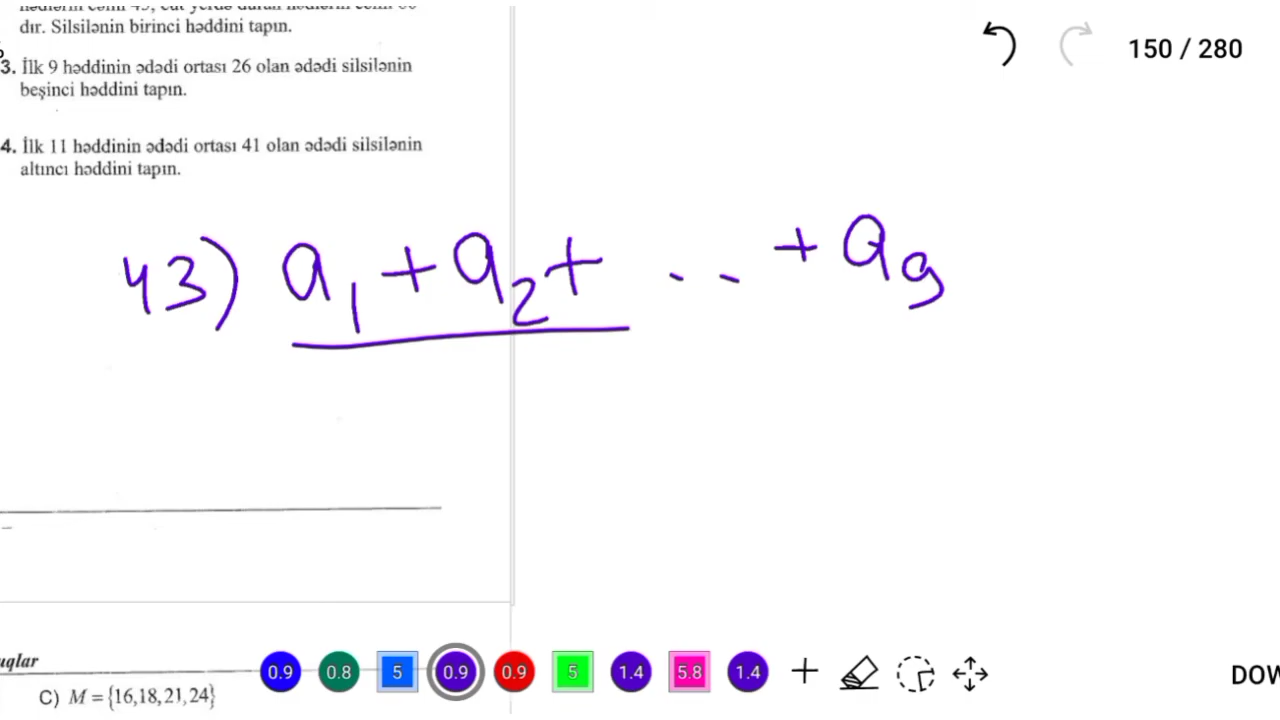 dır. Silsilənin birinci həddini tapın.
3. İlk 9 həddinin ədədi ortası 26 olan ədədi silsilənin
beşinci həddini tapın.
4. İlk 11 həddinin ədədi ortası 41 olan ədədi silsilənin
altıncı həddini tapın.
150 / 280
43) a₁ + a₂ + .. + a₉
uqlar
C) M = {16,18,21,24}
0.9 0.8 5 0.9 0.9 5 1.4 5.8 1.4
DOW